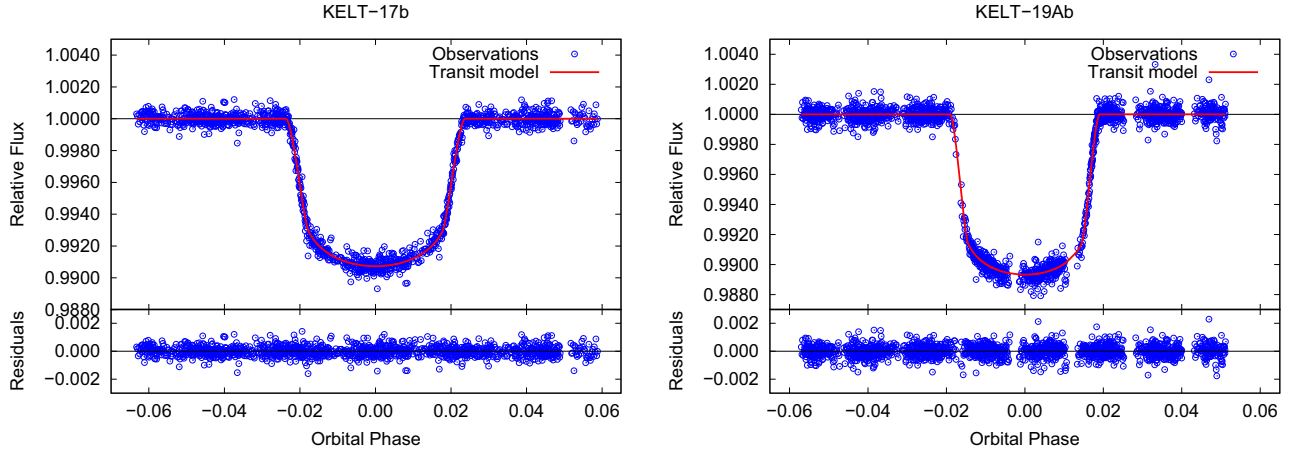 KELT−17b
Observations
Transit model
Relative Flux
1.0040
1.0020
1.0000
0.9980
0.9960
0.9940
0.9920
0.9900
0.9880
Residuals
0.002
0.000
−0.002
−0.06 −0.04 −0.02 0.00 0.02 0.04 0.06
Orbital Phase
KELT−19Ab
Observations
Transit model
Relative Flux
1.0040
1.0020
1.0000
0.9980
0.9960
0.9940
0.9920
0.9900
0.9880
Residuals
0.002
0.000
−0.002
−0.06 −0.04 −0.02 0.00 0.02 0.04 0.06
Orbital Phase